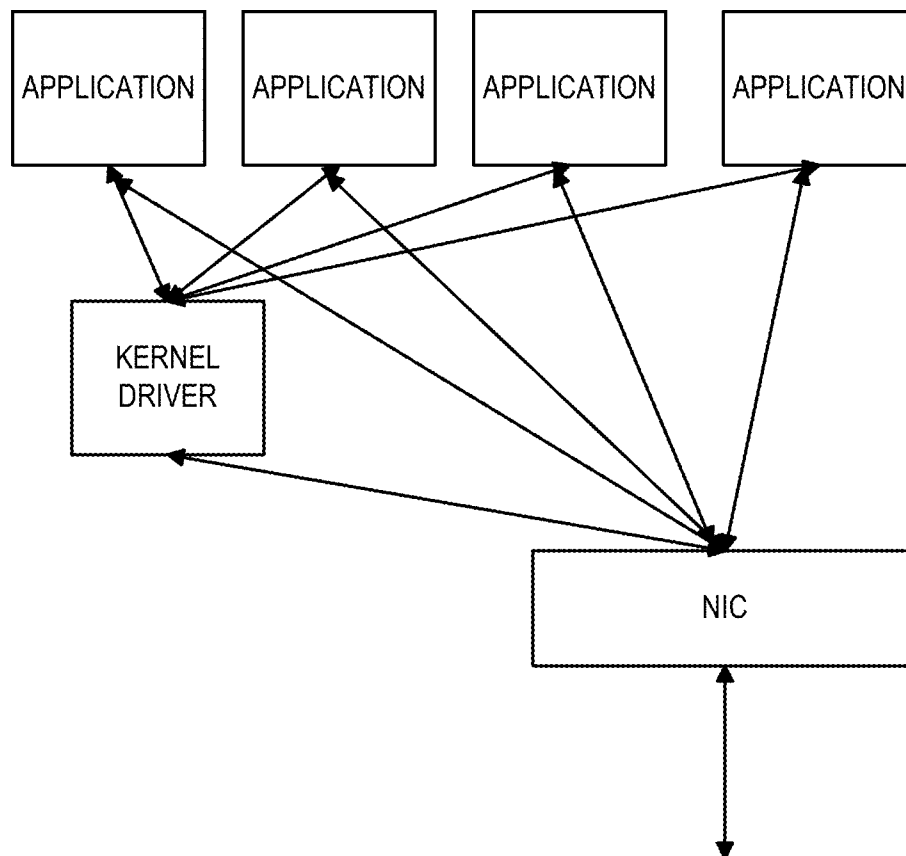 APPLICATION
APPLICATION
APPLICATION
APPLICATION
KERNEL
DRIVER
NIC